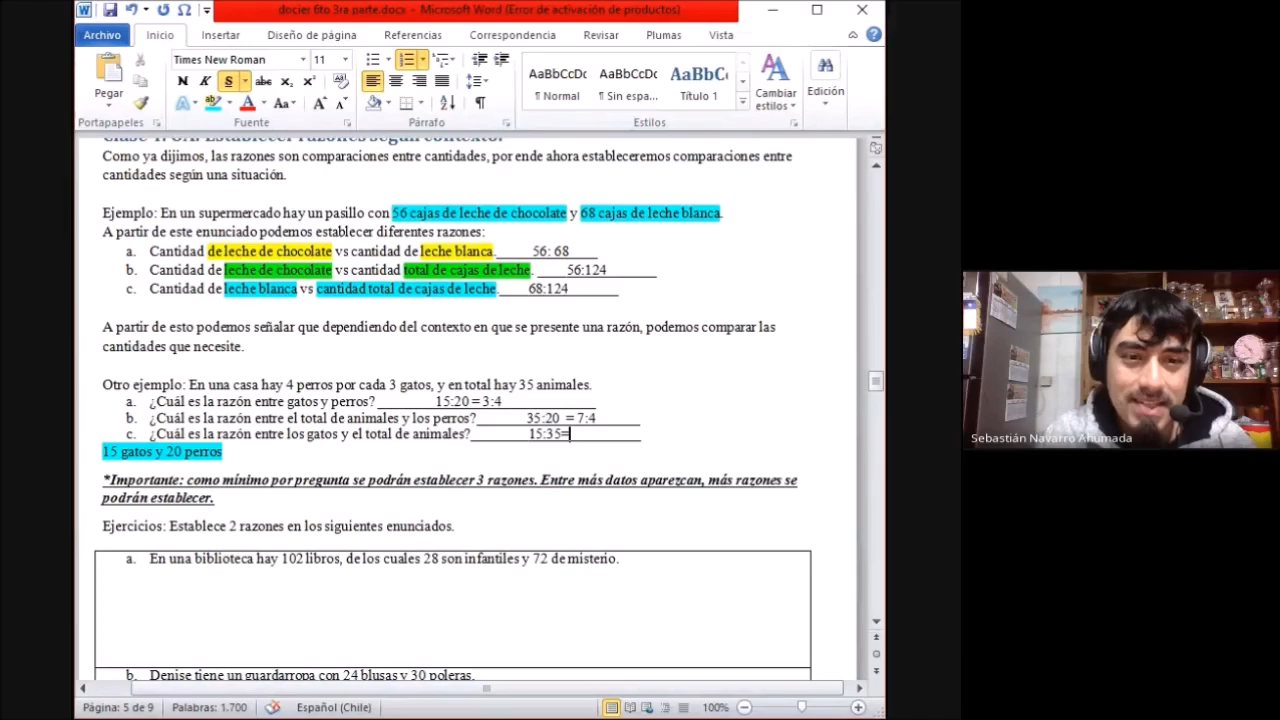 docier 6to 3ra parte.docx - Microsoft Word (Error de activación de productos)
Archivo Inicio Insertar Diseño de página Referencias Correspondencia Revisar Plumas Vista
Times New Roman 11
N K S abc x₂ x²
Pegar
A ab A Aa A A
AaBbCcDc AaBbCcDc AaBbC
¶ Normal ¶ Sin espa... Título 1
Cambiar estilos
Edición
Portapapeles Fuente Párrafo Estilos
Clase 1: OA: Establecer razones según contexto.
Como ya dijimos, las razones son comparaciones entre cantidades, por ende ahora estableceremos comparaciones entre
cantidades según una situación.
Ejemplo: En un supermercado hay un pasillo con 56 cajas de leche de chocolate y 68 cajas de leche blanca.
A partir de este enunciado podemos establecer diferentes razones:
a. Cantidad de leche de chocolate vs cantidad de leche blanca. 56: 68
b. Cantidad de leche de chocolate vs cantidad total de cajas de leche. 56:124
c. Cantidad de leche blanca vs cantidad total de cajas de leche. 68:124
A partir de esto podemos señalar que dependiendo del contexto en que se presente una razón, podemos comparar las
cantidades que necesite.
Otro ejemplo: En una casa hay 4 perros por cada 3 gatos, y en total hay 35 animales.
a. ¿Cuál es la razón entre gatos y perros? 15:20 = 3:4
b. ¿Cuál es la razón entre el total de animales y los perros? 35:20 = 7:4
c. ¿Cuál es la razón entre los gatos y el total de animales? 15:35=
15 gatos y 20 perros
*Importante: como mínimo por pregunta se podrán establecer 3 razones. Entre más datos aparezcan, más razones se
podrán establecer.
Ejercicios: Establece 2 razones en los siguientes enunciados.
a. En una biblioteca hay 102 libros, de los cuales 28 son infantiles y 72 de misterio.
b. Denise tiene un guardarropa con 24 blusas y 30 poleras.
Página: 5 de 9 Palabras: 1.700 Español (Chile) 100%
Sebastián Navarro Ahumada